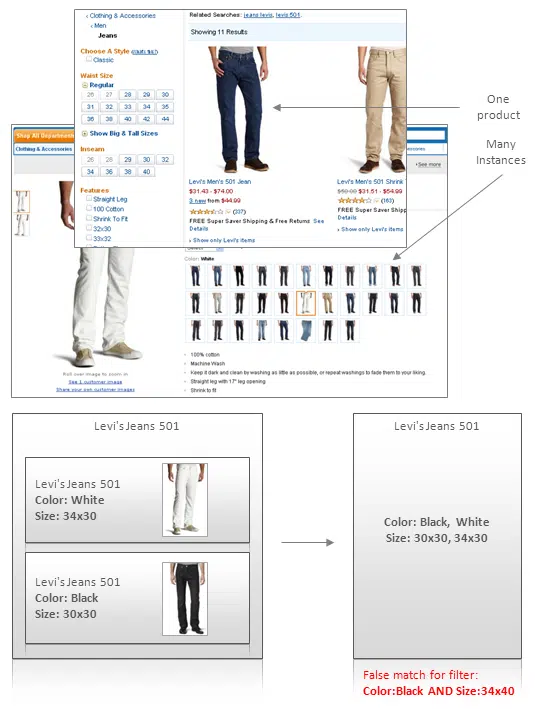 ‹ Clothing & Accessories
‹ Men
Jeans
Choose A Style (What's this?)
Classic
Waist Size
Regular
26 27 28 29 30
31 32 33 34 35
36 38 40 42 44
Show Big & Tall Sizes
Inseam
28 29 30 32
34 36 38 40
Features
Straight Leg
100 Cotton
Shrink To Fit
32x30
33x32
Related Searches: jeans levis, levis 501.
Showing 11 Results
Levi's Men's 501 Jean
$31.43 - $74.00
3 new from $44.99
(337)
FREE Super Saver Shipping & Free Returns See
Details
› Show only Levi's items
Levi's Men's 501 Shrink
$58.00 $31.51 - $54.99
(163)
FREE Super Saver Shippin
Details
› Show only Levi's items
One
product
Many
Instances
Shop All Departments
Clothing & Accessories
› See more
Color: White
Roll over image to zoom in
See 1 customer image
Share your own customer images
100% cotton
Machine Wash
Keep it dark and clean by washing as little as possible, or repeat washings to fade them to your liking.
Straight leg with 17" leg opening
Shrink to fit
Levi's Jeans 501
Levi's Jeans 501
Color: White
Size: 34x30
Levi's Jeans 501
Color: Black
Size: 30x30
Levi's Jeans 501
Color: Black, White
Size: 30x30, 34x30
False match for filter:
Color:Black AND Size:34x40